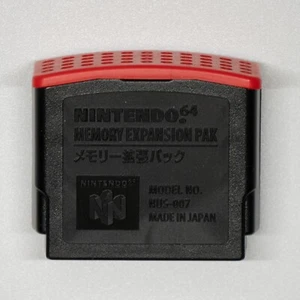 NINTENDO64
MEMORY EXPANSION PAK
メモリー拡張パック
NINTENDO64
MODEL NO.
NUS-007
MADE IN JAPAN